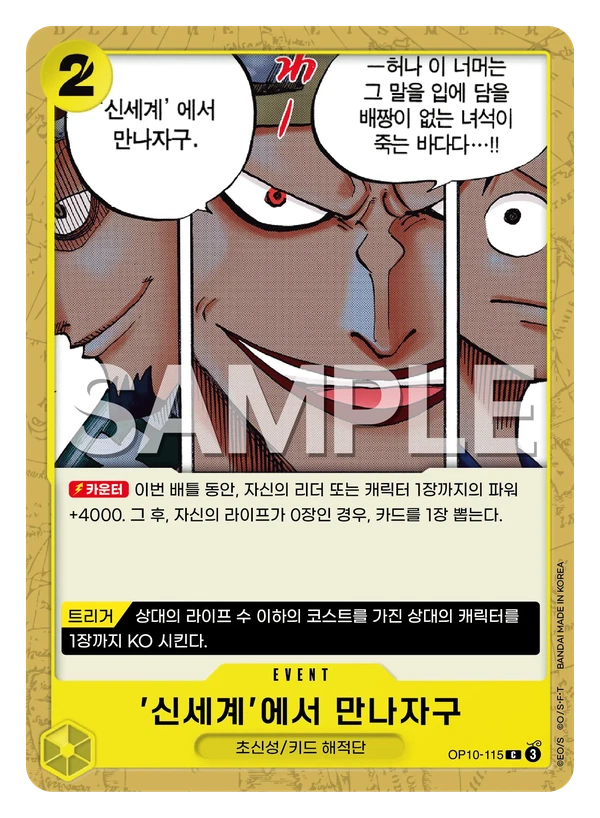 2
'신세계' 에서
만나자구.
―허나 이 너머는
그 말을 입에 담을
배짱이 없는 녀석이
죽는 바다다…!!
SAMPLE
카운터 이번 배틀 동안, 자신의 리더 또는 캐릭터 1장까지의 파워
+4000. 그 후, 자신의 라이프가 0장인 경우, 카드를 1장 뽑는다.
트리거 상대의 라이프 수 이하의 코스트를 가진 상대의 캐릭터를
1장까지 KO 시킨다.
EVENT
'신세계'에서 만나자구
초신성/키드 해적단
OP10-115 C 3
©E.O/S ©O/S·F·T BANDAI MADE IN KOREA